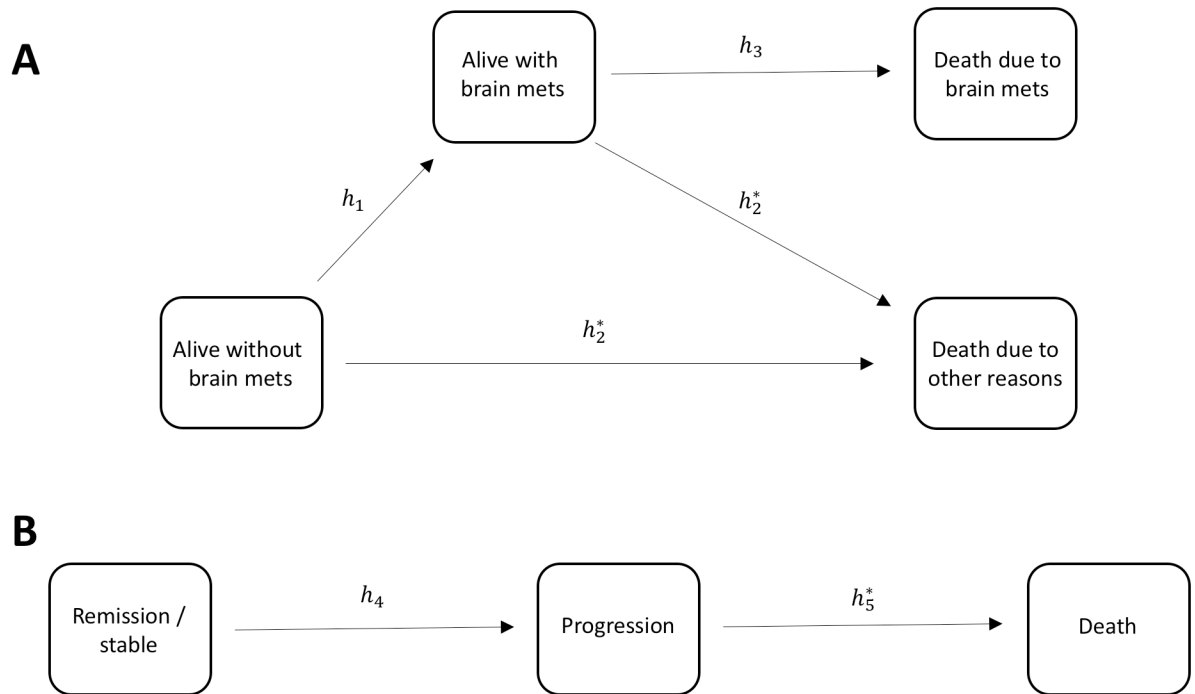 A
Alive with
brain mets
h₃
Death due to
brain mets
h₁
h₂*
Alive without
brain mets
h₂*
Death due to
other reasons
B
Remission /
stable
h₄
Progression
h₅*
Death